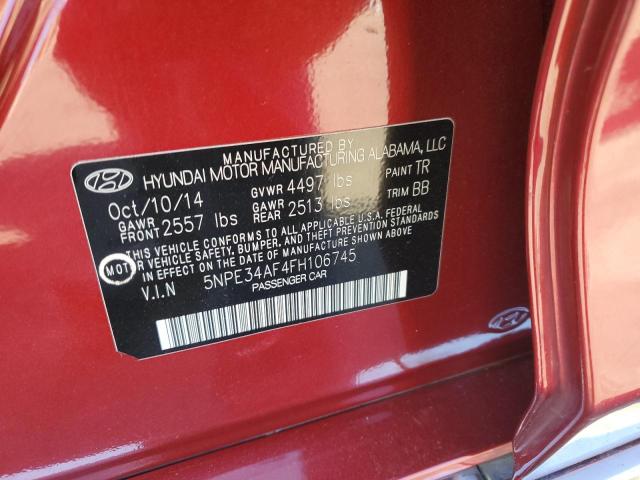 MANUFACTURED BY
HYUNDAI MOTOR MANUFACTURING ALABAMA, LLC
Oct/10/14 GVWR 4497 lbs PAINT TR
GAWR FRONT 2557 lbs GAWR REAR 2513 lbs TRIM BB
THIS VEHICLE CONFORMS TO ALL APPLICABLE U.S.A. FEDERAL
MOTOR VEHICLE SAFETY, BUMPER, AND THEFT PREVENTION STANDARDS
IN EFFECT ON THE DATE OF MANUFACTURE SHOWN ABOVE.
V.I.N 5NPE34AF4FH106745
PASSENGER CAR